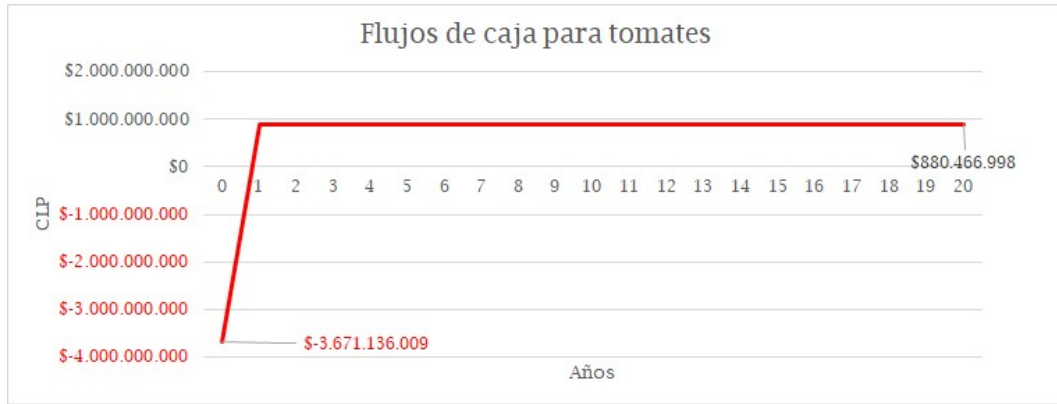 Flujos de caja para tomates
$2.000.000.000
$1.000.000.000
$0
$880.466.998
0 1 2 3 4 5 6 7 8 9 10 11 12 13 14 15 16 17 18 19 20
CLP
$-1.000.000.000
$-2.000.000.000
$-3.000.000.000
$-3.671.136.009
$-4.000.000.000
Años